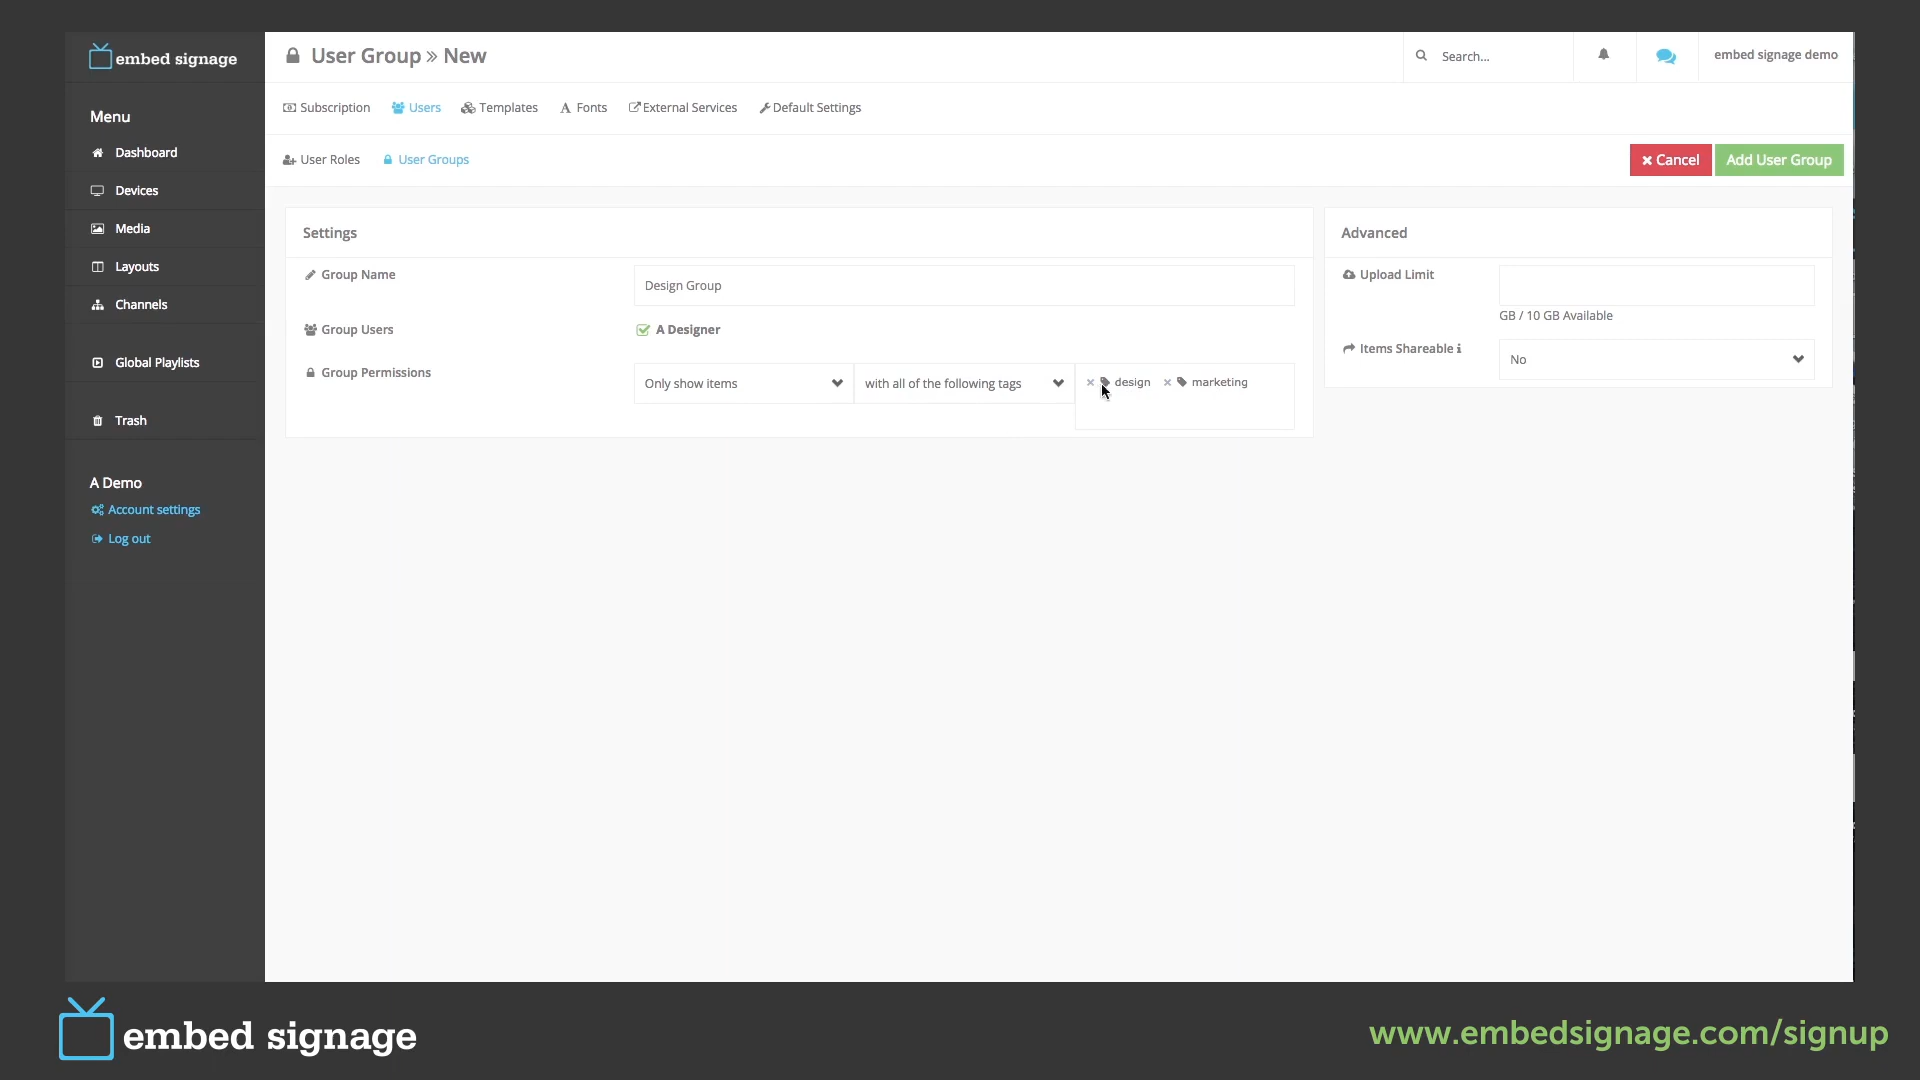 embed signage
User Group » New
Search...
embed signage demo
Menu
Dashboard
Devices
Media
Layouts
Channels
Global Playlists
Trash
A Demo
Account settings
Log out
Subscription Users Templates Fonts External Services Default Settings
User Roles User Groups
Cancel Add User Group
Settings
Group Name Design Group
Group Users A Designer
Group Permissions Only show items with all of the following tags × design × marketing
Advanced
Upload Limit
GB / 10 GB Available
Items Shareable No
embed signage
www.embedsignage.com/signup